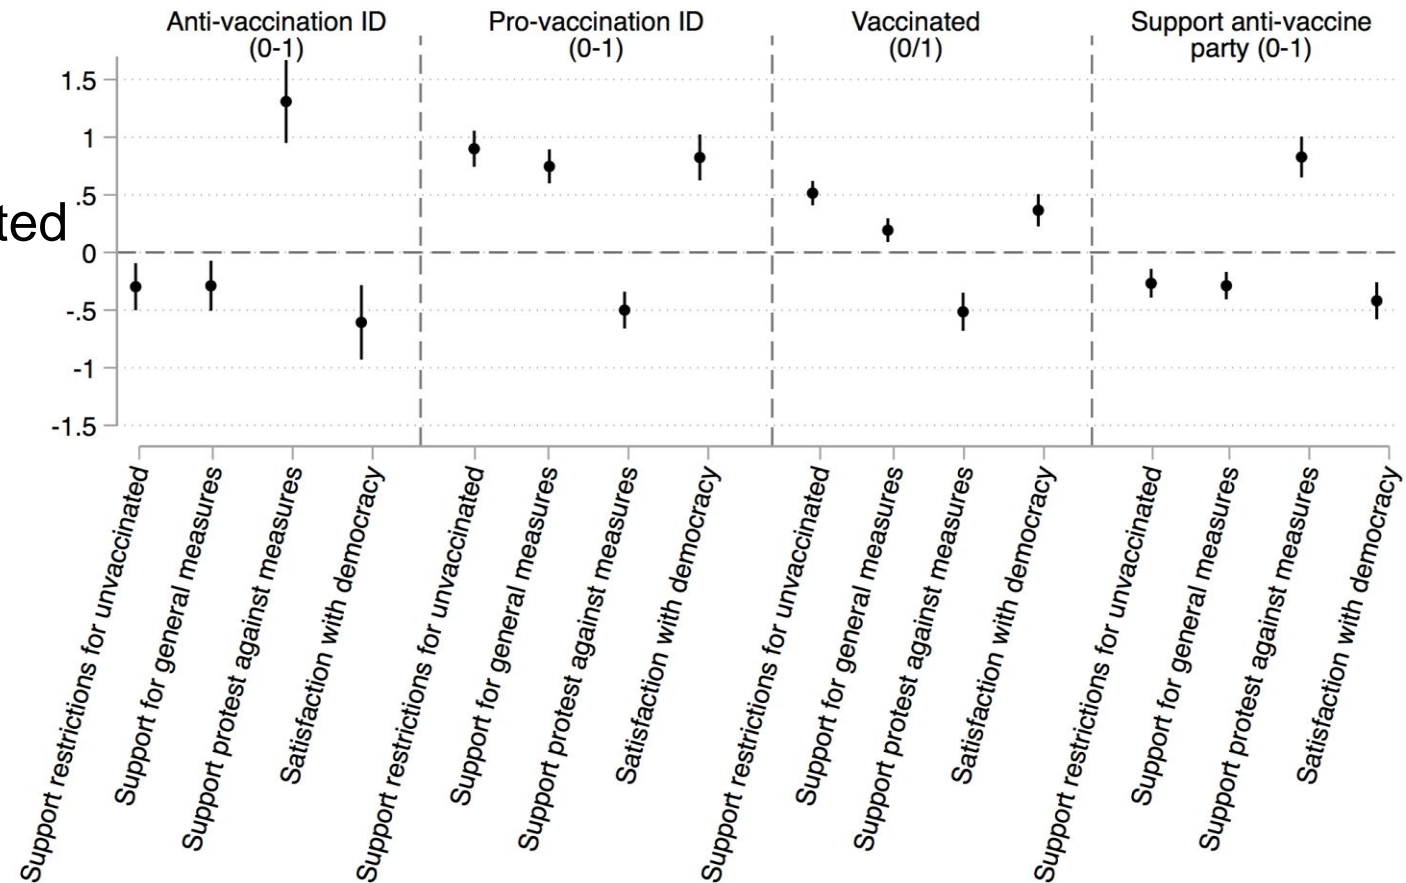 Anti-vaccination ID
(0-1)
Pro-vaccination ID
(0-1)
Vaccinated
(0/1)
Support anti-vaccine
party (0-1)
1.5
1
.5
ted
0
-.5
-1
-1.5
Support restrictions for unvaccinated
Support for general measures
Support protest against measures
Satisfaction with democracy
Support restrictions for unvaccinated
Support for general measures
Support protest against measures
Satisfaction with democracy
Support restrictions for unvaccinated
Support for general measures
Support protest against measures
Satisfaction with democracy
Support restrictions for unvaccinated
Support for general measures
Support protest against measures
Satisfaction with democracy